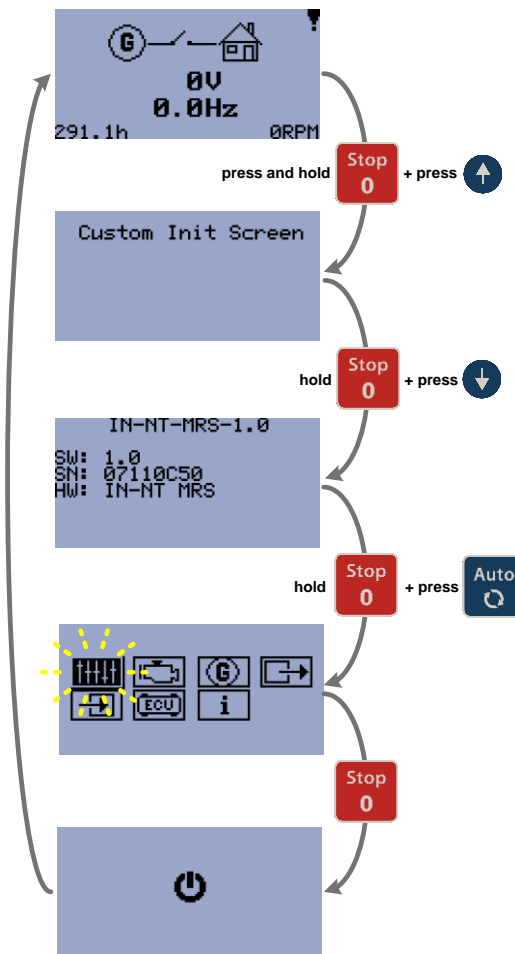 G
0V
0.0Hz
291.1h 0RPM
press and hold Stop 0 + press
Custom Init Screen
hold Stop 0 + press
IN-NT-MRS-1.0
SW: 1.0
SN: 07110C50
HW: IN-NT MRS
hold Stop 0 + press Auto
G
ECU i
Stop
0